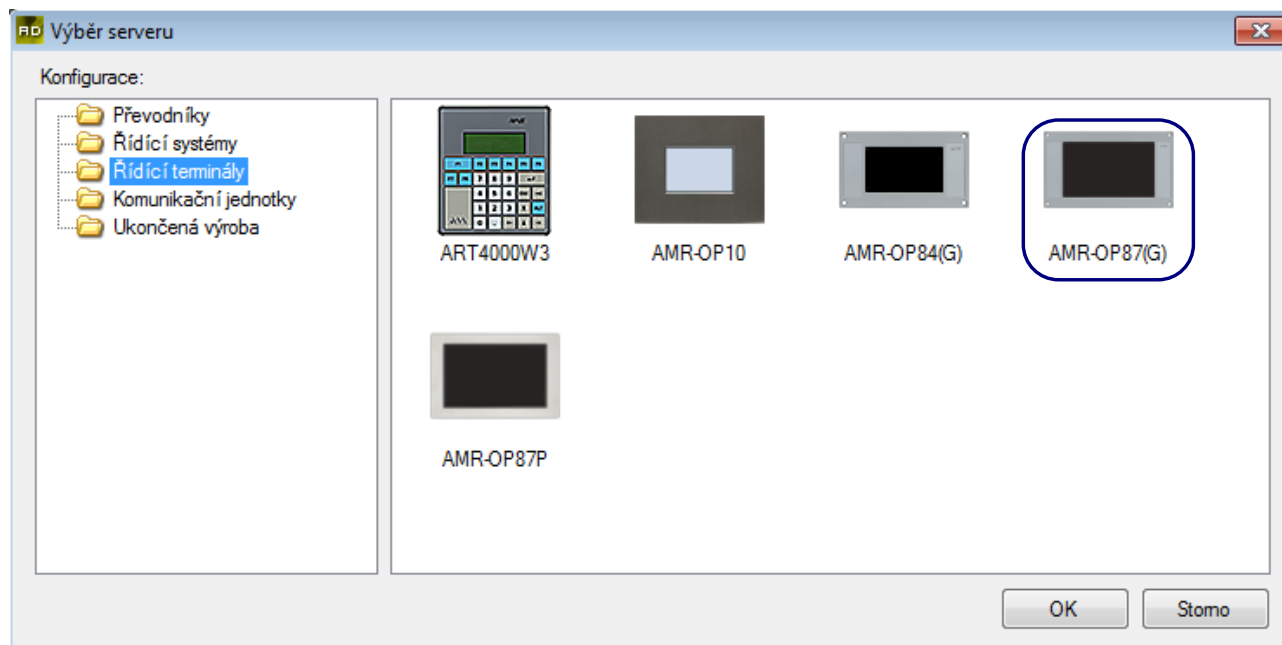 Výběr serveru
Konfigurace:
Převodníky
Řídící systémy
Řídící terminály
Komunikační jednotky
Ukončená výroba
ART4000W3
AMR-OP10
AMR-OP84(G)
AMR-OP87(G)
AMR-OP87P
OK
Storno